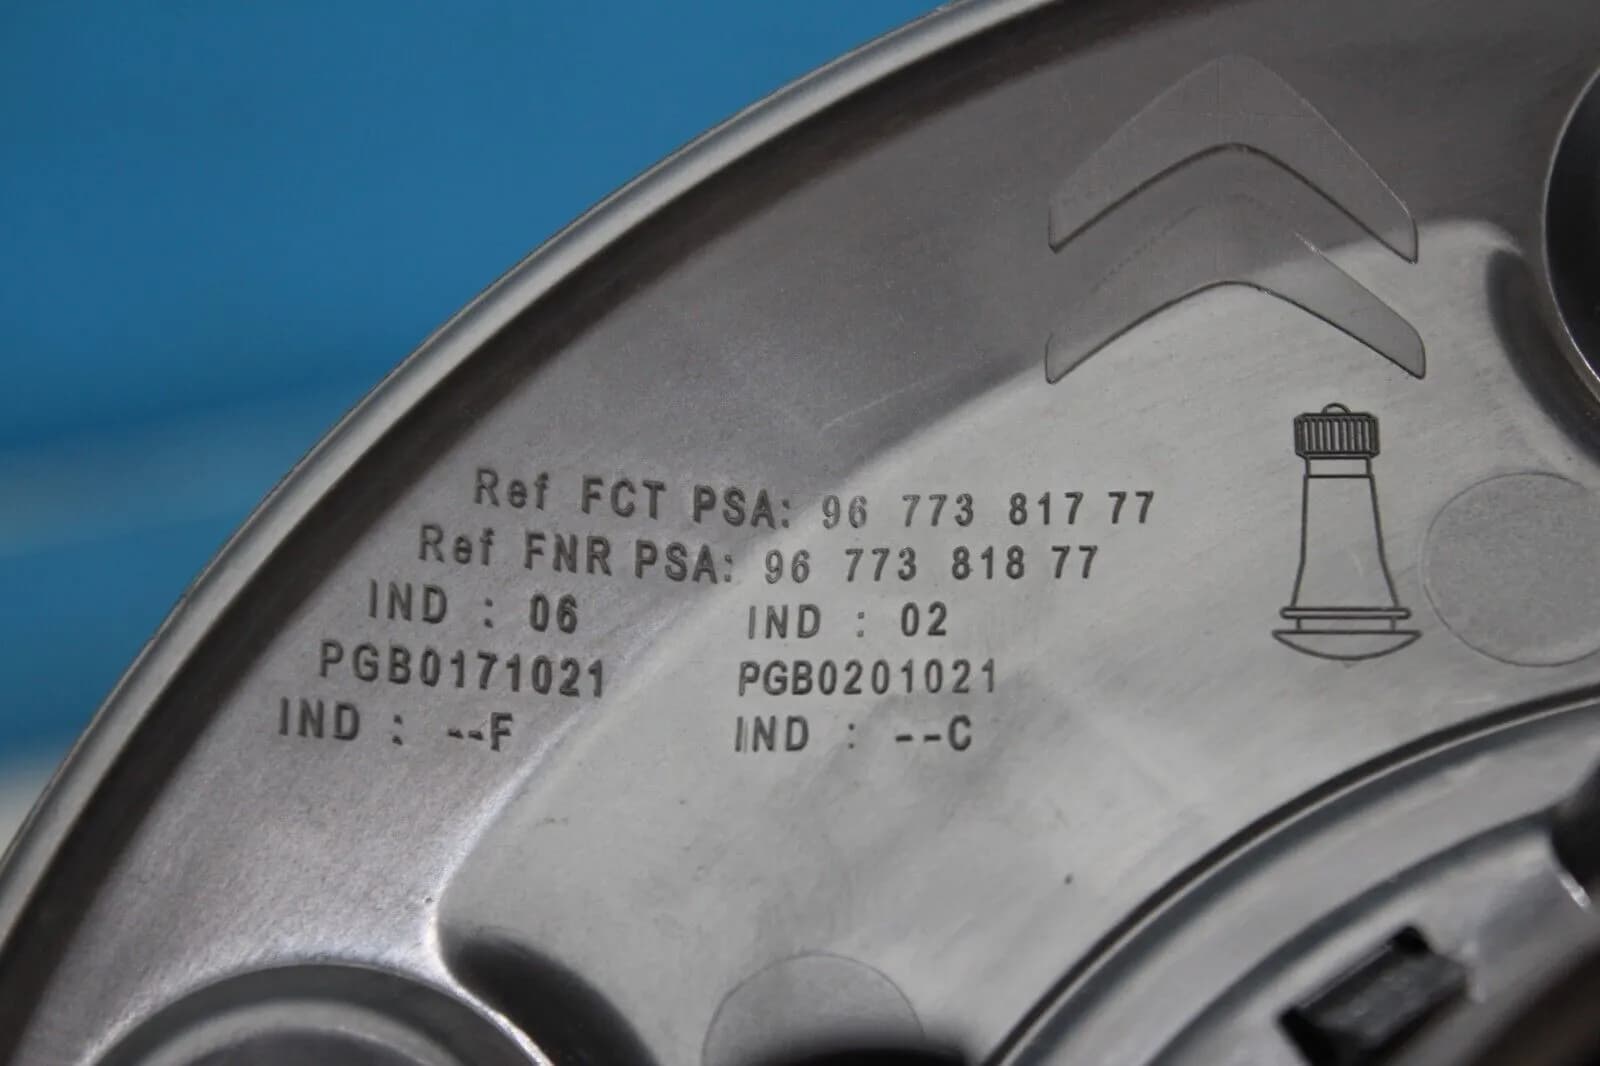 Ref FCT PSA: 96 773 817 77
Ref FNR PSA: 96 773 818 77
IND : 06 IND : 02
PGB0171021 PGB0201021
IND : --F IND : --C